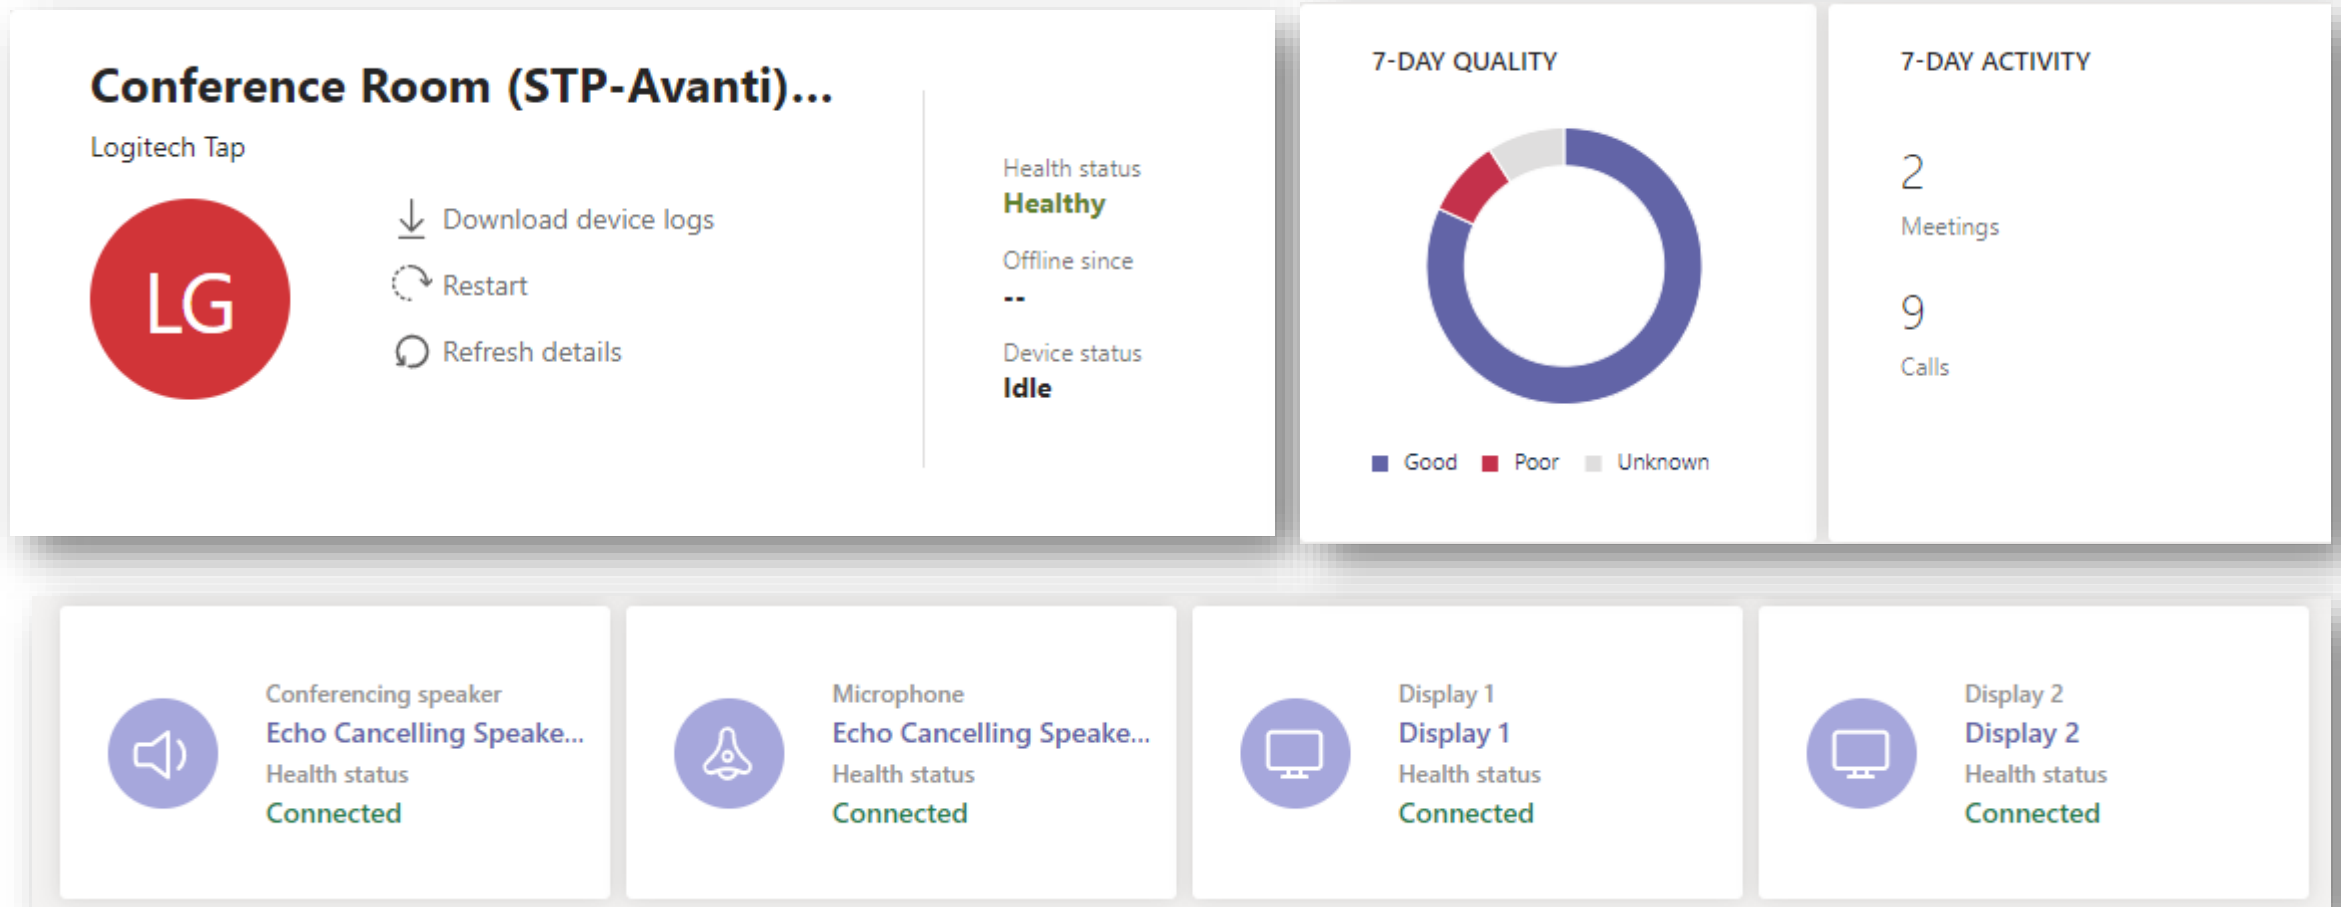 Conference Room (STP-Avanti)...
Logitech Tap
LG
Download device logs
Restart
Refresh details
Health status
Healthy
Offline since
--
Device status
Idle
7-DAY QUALITY
Good
Poor
Unknown
7-DAY ACTIVITY
2
Meetings
9
Calls
Conferencing speaker
Echo Cancelling Speake...
Health status
Connected
Microphone
Echo Cancelling Speake...
Health status
Connected
Display 1
Display 1
Health status
Connected
Display 2
Display 2
Health status
Connected